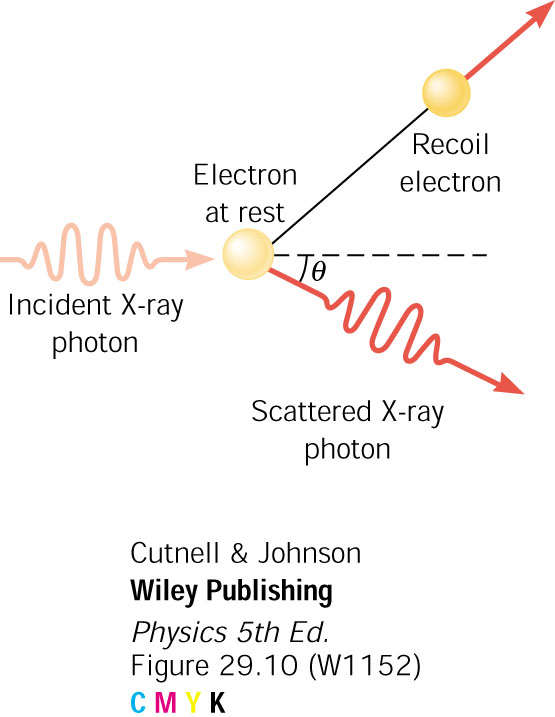 Recoil
electron
Electron
at rest
θ
Incident X-ray
photon
Scattered X-ray
photon
Cutnell & Johnson
Wiley Publishing
Physics 5th Ed.
Figure 29.10 (W1152)
C M Y K